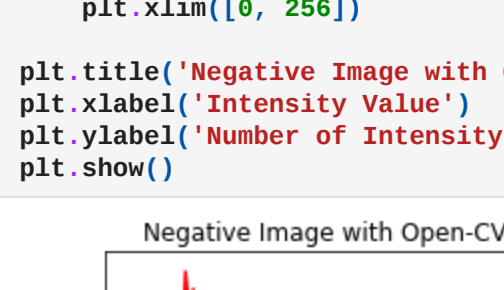 plt.xlim([0, 256])
plt.title('Negative Image with
plt.xlabel('Intensity Value')
plt.ylabel('Number of Intensity
plt.show()
Negative Image with Open-CV